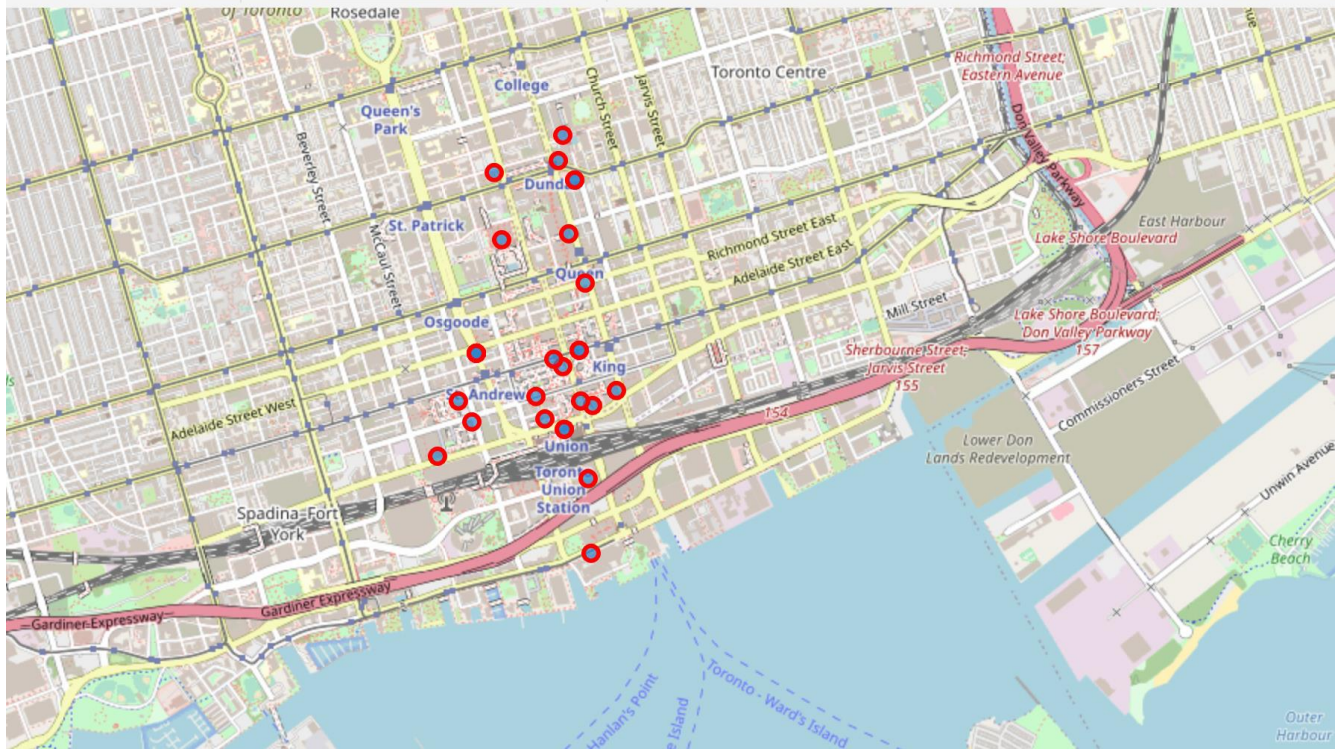 of Toronto
Rosedale
Toronto Centre
Richmond Street;
Eastern Avenue
College
Church Street
Jarvis Street
Queen's
Park
Don Valley Parkway
Beverley Street
St. Patrick
McCaul Street
Richmond Street East
Adelaide Street East
East Harbour
Lake Shore Boulevard
Queen
Osgoode
Mill Street
Lake Shore Boulevard;
Don Valley Parkway
157
Sherbourne Street;
Jarvis Street
155
King
Andrew
Adelaide Street West
154
Commissioners Street
Lower Don
Lands Redevelopment
Unwin Avenue
Union
Union
Station
Spadina–Fort
York
Cherry
Beach
Gardiner Expressway
Gardiner Expressway
Hanlan's Point
Island
Toronto - Ward's Island
Outer
Harbour